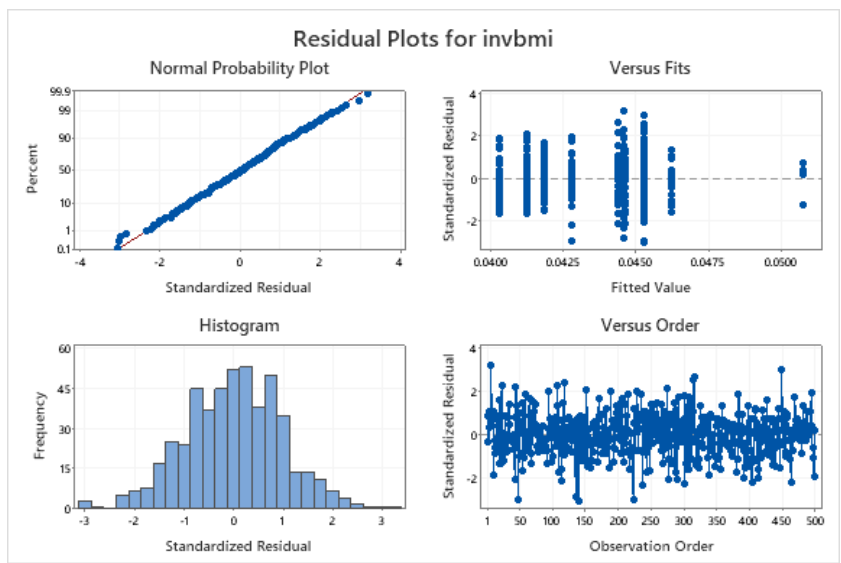 Residual Plots for invbmi
Normal Probability Plot
99.9
99
90
50
10
1
0.1
Percent
-4 -2 0 2 4
Standardized Residual
Versus Fits
4
2
0
-2
Standardized Residual
0.0400 0.0425 0.0450 0.0475 0.0500
Fitted Value
Histogram
60
45
30
15
0
Frequency
-3 -2 -1 0 1 2 3
Standardized Residual
Versus Order
4
2
0
-2
Standardized Residual
1 50 100 150 200 250 300 350 400 450 500
Observation Order